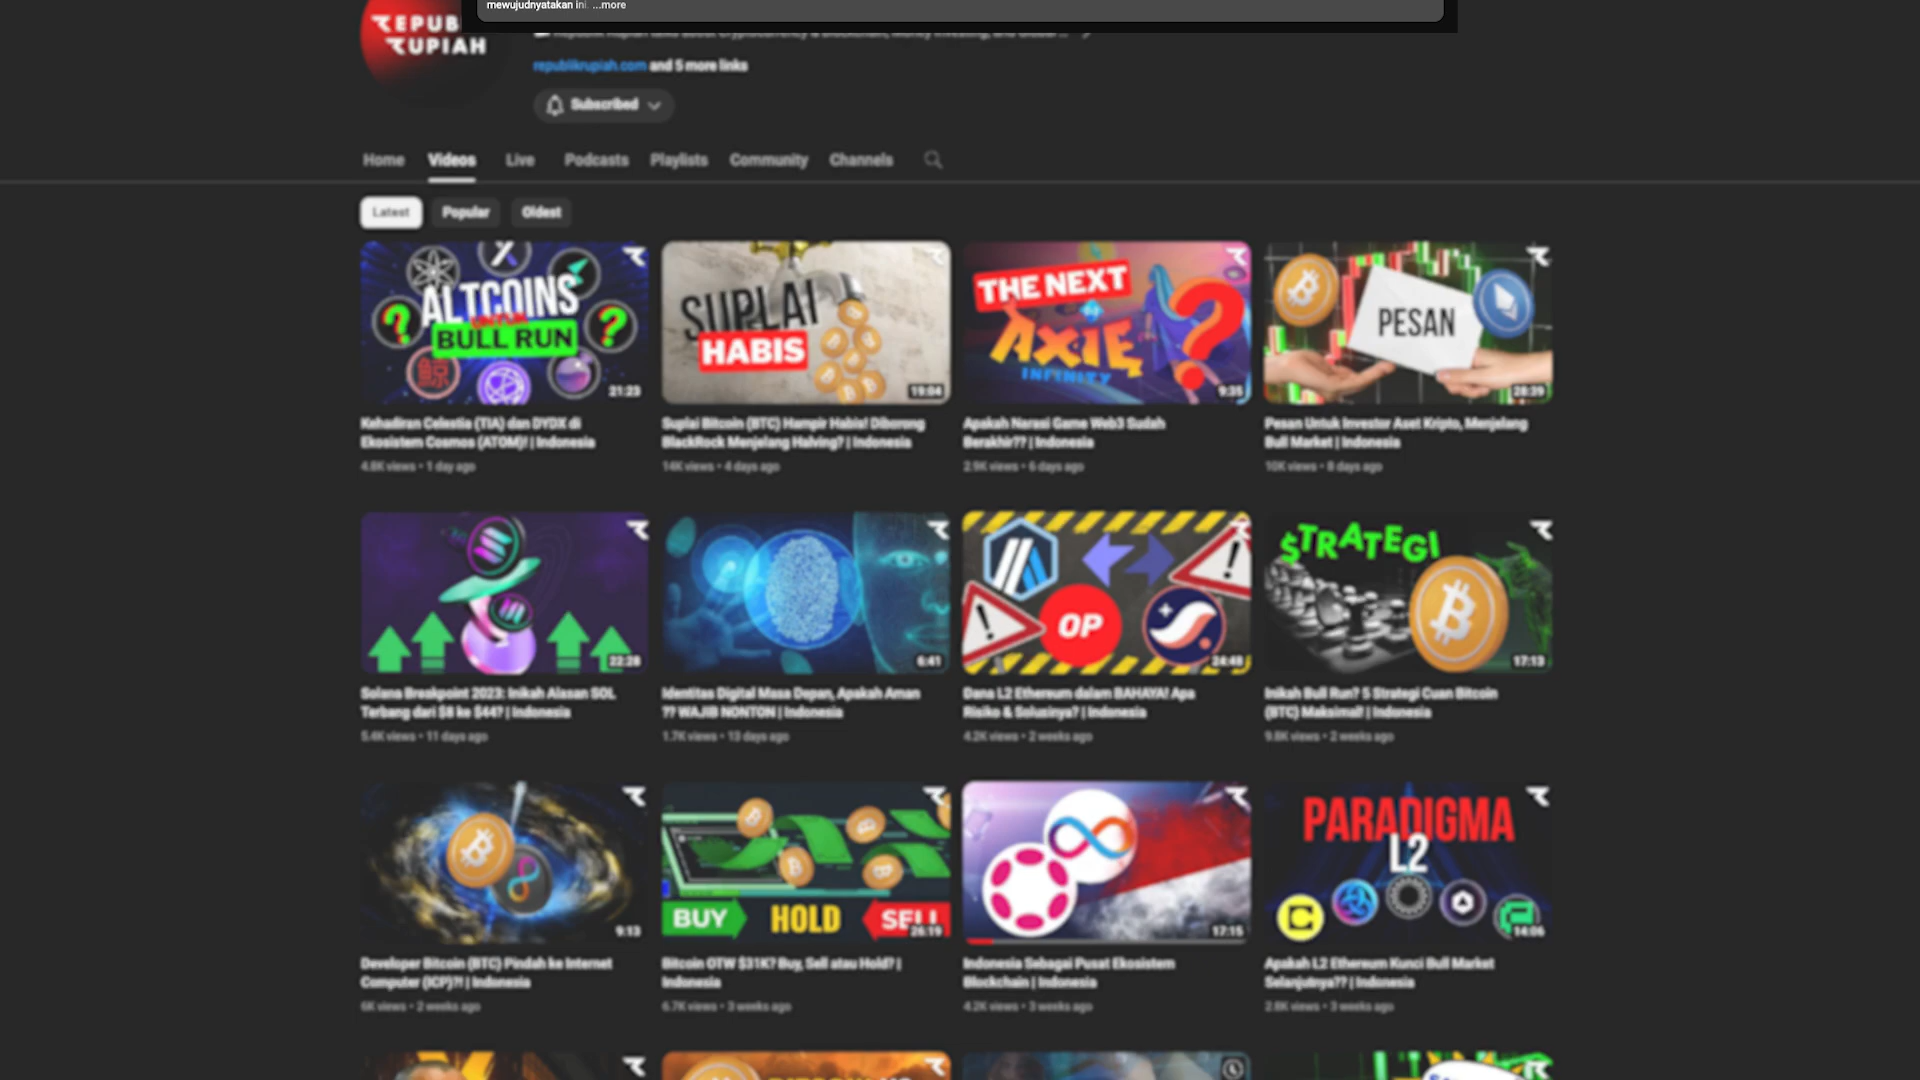 mewujudnyatakan ini ...more
REPUB
RUPIAH
republikrupiah.com and 5 more links
Subscribed
Home Videos Live Podcasts Playlists Community Channels
Latest Popular Oldest
ALTCOINS
UNTUK
BULL RUN
21:23
SUPLAI
HABIS
19:04
THE NEXT
AXIE
INFINITY
?
9:35
PESAN
28:39
Kehadiran Celestia (TIA) dan DYDX di
Ekosistem Cosmos (ATOM)! | Indonesia
4.8K views • 1 day ago
Suplai Bitcoin (BTC) Hampir Habis! Diborong
BlackRock Menjelang Halving? | Indonesia
14K views • 4 days ago
Apakah Narasi Game Web3 Sudah
Berakhir?? | Indonesia
2.9K views • 6 days ago
Pesan Untuk Investor Aset Kripto, Menjelang
Bull Market | Indonesia
10K views • 8 days ago
22:28
6:41
OP
24:48
STRATEGI
17:13
Solana Breakpoint 2023: Inikah Alasan SOL
Terbang dari $8 ke $44? | Indonesia
5.4K views • 11 days ago
Identitas Digital Masa Depan, Apakah Aman
?? WAJIB NONTON | Indonesia
1.7K views • 13 days ago
Dana L2 Ethereum dalam BAHAYA! Apa
Risiko & Solusinya? | Indonesia
4.2K views • 2 weeks ago
Inikah Bull Run? 5 Strategi Cuan Bitcoin
(BTC) Maksimal! | Indonesia
9.8K views • 2 weeks ago
9:13
BUY HOLD SELL
26:19
17:15
PARADIGMA
L2
14:06
Developer Bitcoin (BTC) Pindah ke Internet
Computer (ICP)?! | Indonesia
6K views • 2 weeks ago
Bitcoin OTW $31K? Buy, Sell atau Hold? |
Indonesia
6.7K views • 3 weeks ago
Indonesia Sebagai Pusat Ekosistem
Blockchain | Indonesia
4.2K views • 3 weeks ago
Apakah L2 Ethereum Kunci Bull Market
Selanjutnya?? | Indonesia
2.8K views • 3 weeks ago